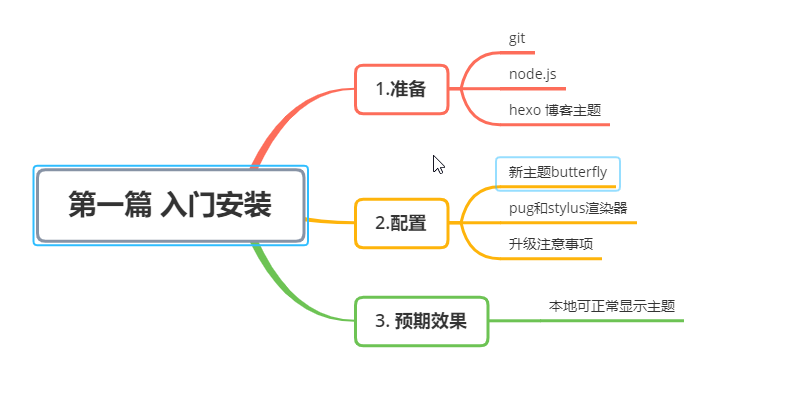 第一篇 入门安装
1.准备
git
node.js
hexo 博客主题
2.配置
新主题butterfly
pug和stylus渲染器
升级注意事项
3. 预期效果
本地可正常显示主题